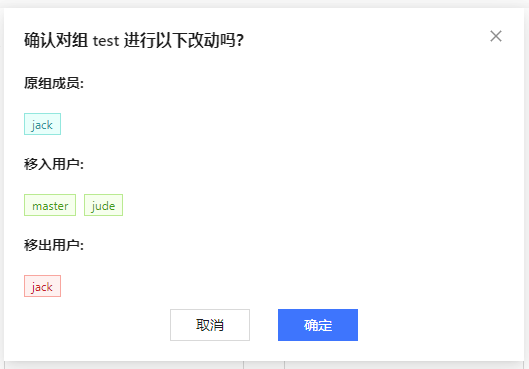 确认对组 test 进行以下改动吗？
原组成员:
jack
移入用户:
master jude
移出用户:
jack
取消 确定